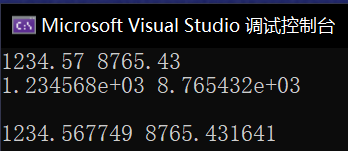 C:\ Microsoft Visual Studio 调试控制台
1234.57 8765.43
1.234568e+03 8.765432e+03
1234.567749 8765.431641